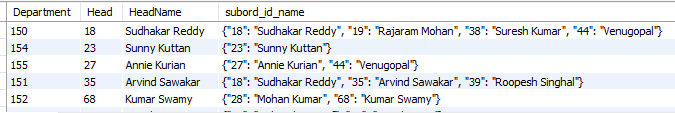 Department Head HeadName subord_id_name
150 18 Sudhakar Reddy {"18": "Sudhakar Reddy", "19": "Rajaram Mohan", "38": "Suresh Kumar", "44": "Venugopal"}
154 23 Sunny Kuttan {"23": "Sunny Kuttan"}
155 27 Annie Kurian {"27": "Annie Kurian", "44": "Venugopal"}
151 35 Arvind Sawakar {"18": "Sudhakar Reddy", "35": "Arvind Sawakar", "39": "Roopesh Singhal"}
152 68 Kumar Swamy {"28": "Mohan Kumar", "68": "Kumar Swamy"}